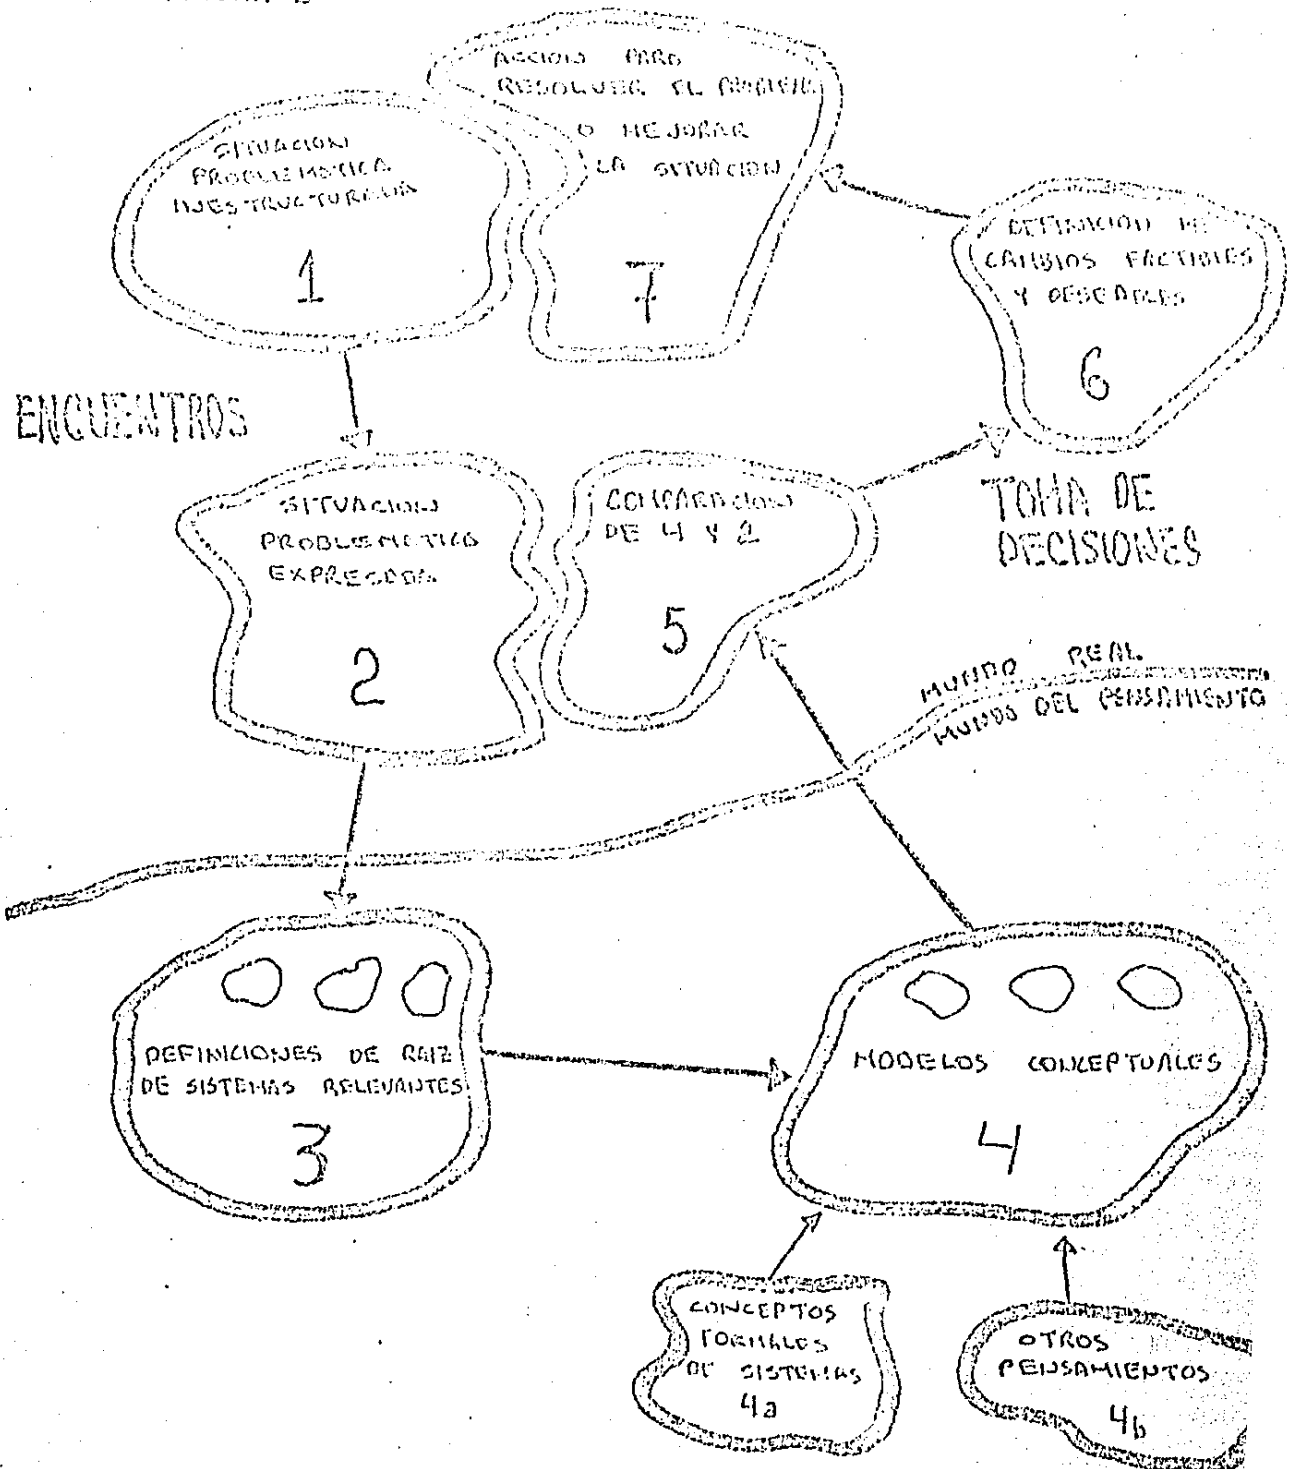 ACCION PARA
RESOLVER EL PROBLEMA
O MEJORAR
LA SITUACION
7
SITUACION
PROBLEMATICA
INESTRUCTURADA
1
DEFINICION DE
CAMBIOS FACTIBLES
Y DESEABLES
6
ENCUENTROS
SITUACION
PROBLEMATICA
EXPRESADA
2
COMPARACION
DE 4 Y 2
5
TOMA DE
DECISIONES
MUNDO REAL
MUNDO DEL PENSAMIENTO
DEFINICIONES DE RAIZ
DE SISTEMAS RELEVANTES
3
MODELOS CONCEPTUALES
4
CONCEPTOS
FORMALES
DE SISTEMAS
4a
OTROS
PENSAMIENTOS
4b